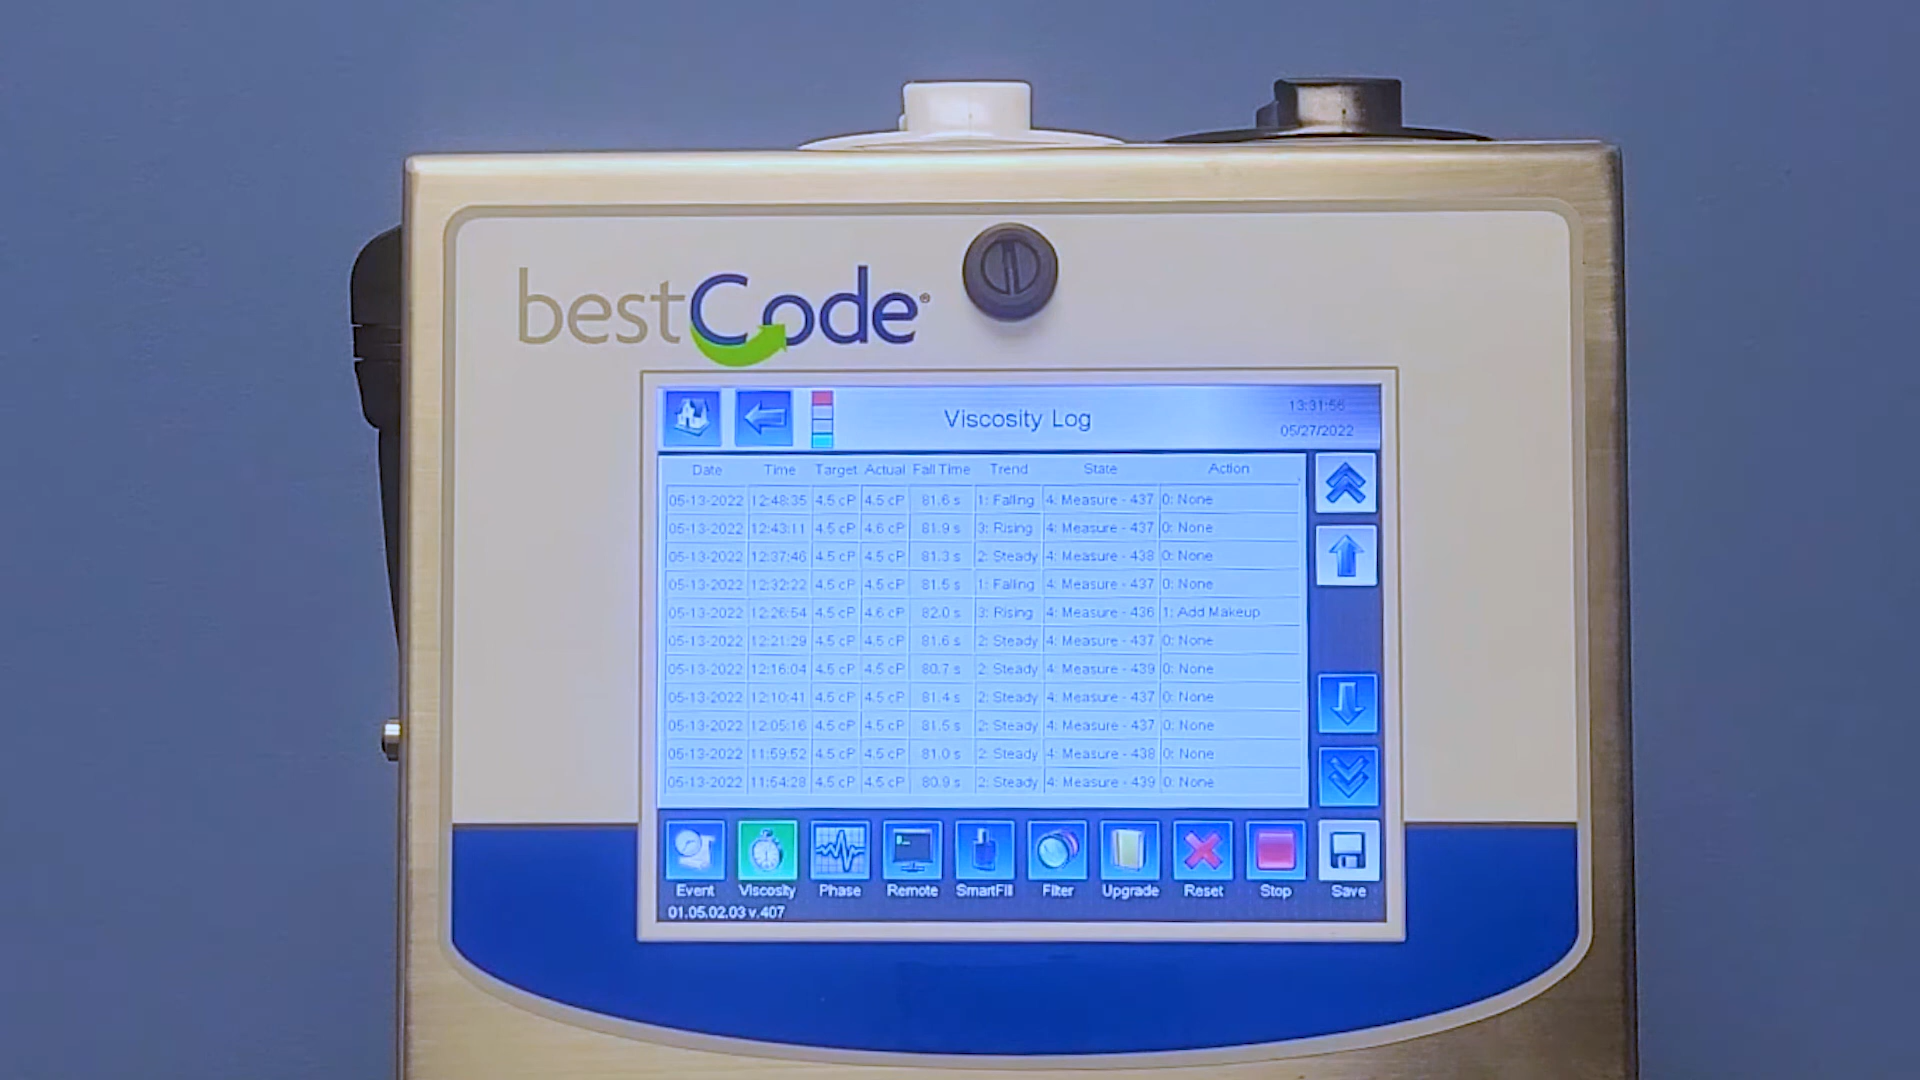 bestCode®
Viscosity Log
13:31:56
05/27/2022
Date Time Target Actual Fall Time Trend State Action
05-13-2022 12:48:35 4.5 cP 4.5 cP 81.6 s 1: Falling 4: Measure - 437 0: None
05-13-2022 12:43:11 4.5 cP 4.6 cP 81.9 s 3: Rising 4: Measure - 437 0: None
05-13-2022 12:37:46 4.5 cP 4.5 cP 81.3 s 2: Steady 4: Measure - 438 0: None
05-13-2022 12:32:22 4.5 cP 4.5 cP 81.5 s 1: Falling 4: Measure - 437 0: None
05-13-2022 12:26:54 4.5 cP 4.6 cP 82.0 s 3: Rising 4: Measure - 436 1: Add Makeup
05-13-2022 12:21:29 4.5 cP 4.5 cP 81.6 s 2: Steady 4: Measure - 437 0: None
05-13-2022 12:16:04 4.5 cP 4.5 cP 80.7 s 2: Steady 4: Measure - 439 0: None
05-13-2022 12:10:41 4.5 cP 4.5 cP 81.4 s 2: Steady 4: Measure - 437 0: None
05-13-2022 12:05:16 4.5 cP 4.5 cP 81.5 s 2: Steady 4: Measure - 437 0: None
05-13-2022 11:59:52 4.5 cP 4.5 cP 81.0 s 2: Steady 4: Measure - 438 0: None
05-13-2022 11:54:28 4.5 cP 4.5 cP 80.9 s 2: Steady 4: Measure - 439 0: None
Event Viscosity Phase Remote SmartFill Filter Upgrade Reset Stop Save
01.05.02.03 v.407